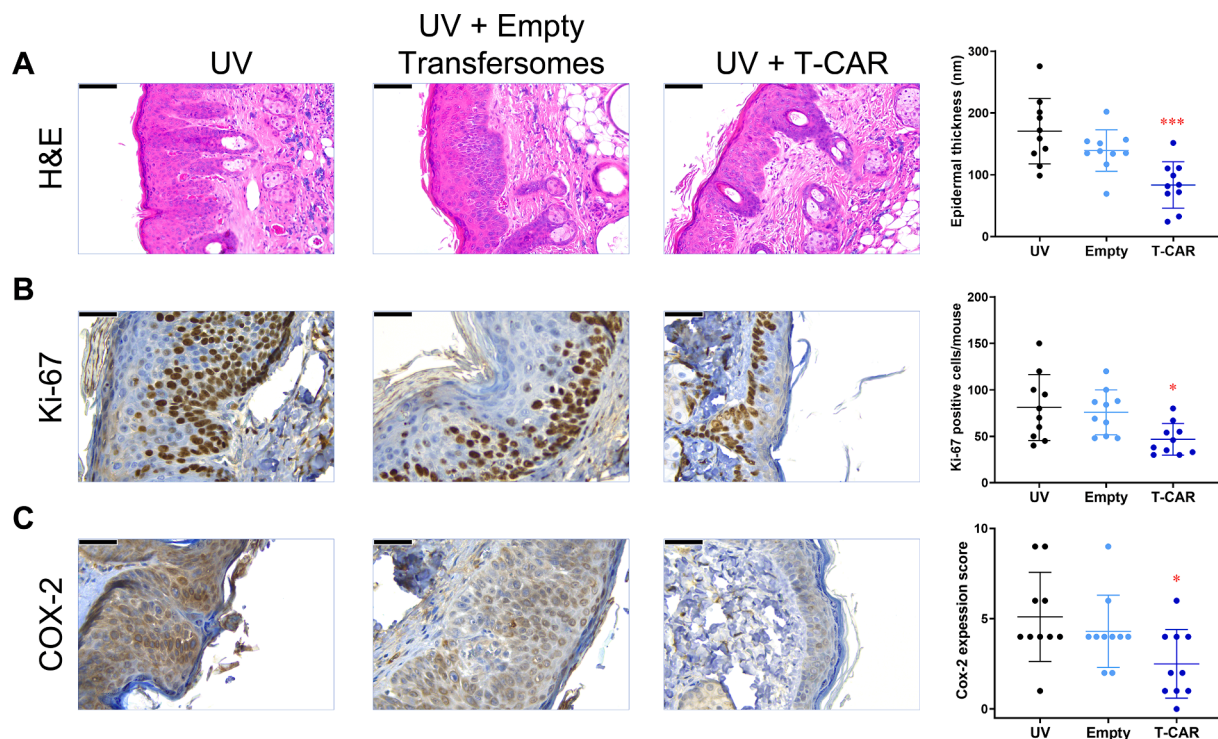 A
UV
UV + Empty
Transfersomes
UV + T-CAR
H&E
Epidermal thickness (nm)
300
200
100
0
***
UV
Empty
T-CAR
B
Ki-67
Ki-67 positive cells/mouse
200
150
100
50
0
*
UV
Empty
T-CAR
C
COX-2
Cox-2 expession score
10
5
0
*
UV
Empty
T-CAR